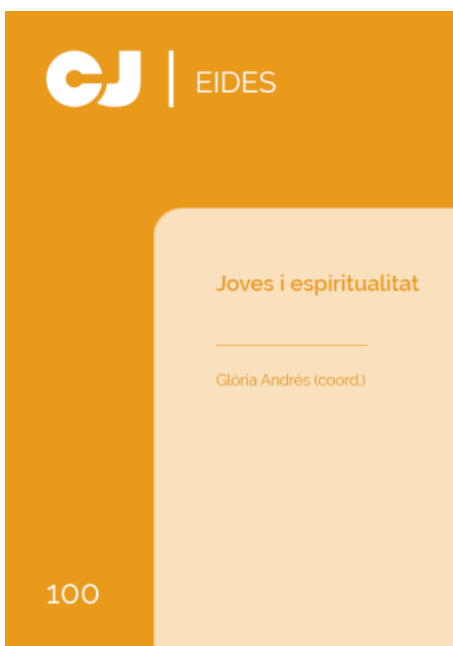 CJ | EIDES
Joves i espiritualitat
Glòria Andrés (coord.)
100